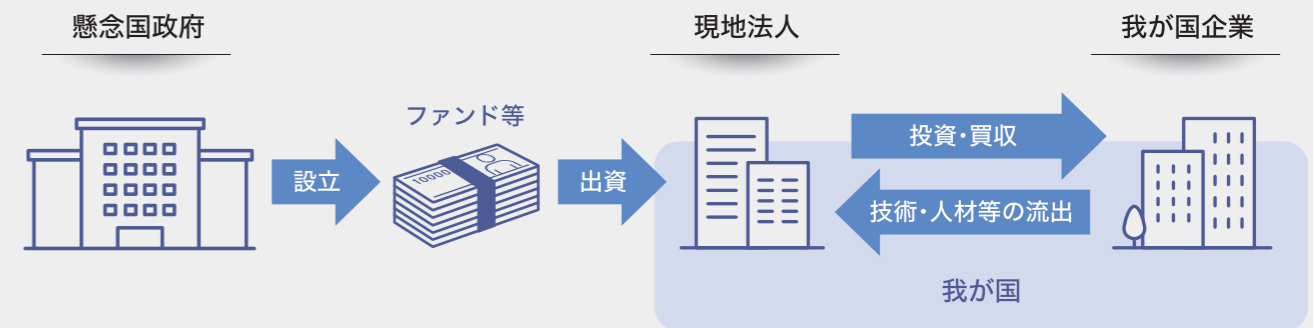 懸念国政府
現地法人
我が国企業
ファンド等
設立
10000
出資
投資・買収
技術・人材等の流出
我が国